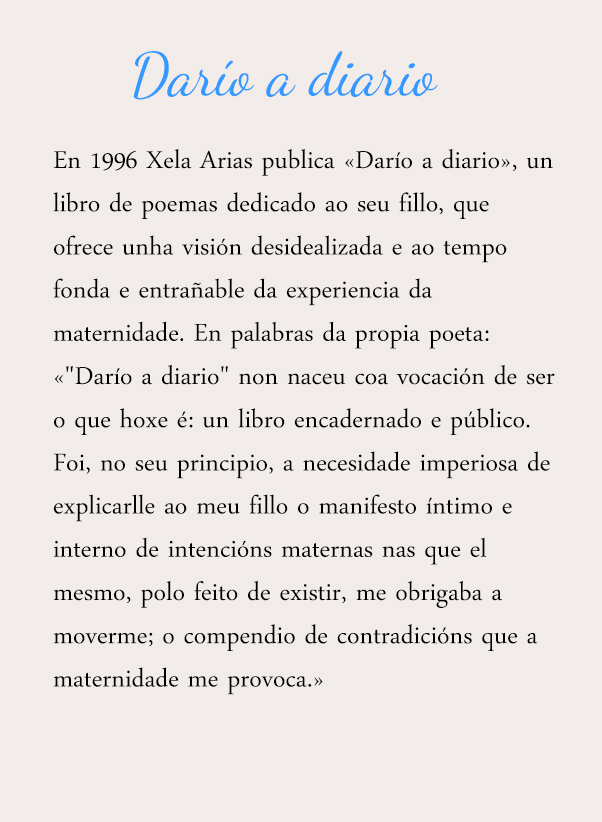 Darío a diario
En 1996 Xela Arias publica «Darío a diario», un
libro de poemas dedicado ao seu fillo, que
ofrece unha visión desidealizada e ao tempo
fonda e entrañable da experiencia da
maternidade. En palabras da propia poeta:
«"Darío a diario" non naceu coa vocación de ser
o que hoxe é: un libro encadernado e público.
Foi, no seu principio, a necesidade imperiosa de
explicarlle ao meu fillo o manifesto íntimo e
interno de intencións maternas nas que el
mesmo, polo feito de existir, me obrigaba a
moverme; o compendio de contradicións que a
maternidade me provoca.»